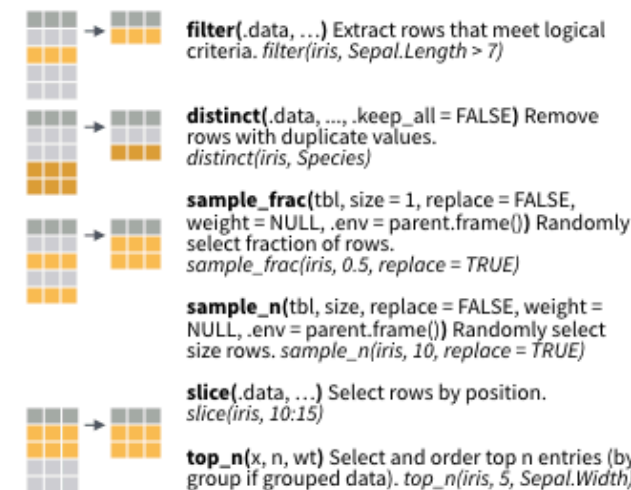 filter(.data, …) Extract rows that meet logical
criteria. filter(iris, Sepal.Length > 7)
distinct(.data, ..., .keep_all = FALSE) Remove
rows with duplicate values.
distinct(iris, Species)
sample_frac(tbl, size = 1, replace = FALSE,
weight = NULL, .env = parent.frame()) Randomly
select fraction of rows.
sample_frac(iris, 0.5, replace = TRUE)
sample_n(tbl, size, replace = FALSE, weight =
NULL, .env = parent.frame()) Randomly select
size rows. sample_n(iris, 10, replace = TRUE)
slice(.data, …) Select rows by position.
slice(iris, 10:15)
top_n(x, n, wt) Select and order top n entries (by
group if grouped data). top_n(iris, 5, Sepal.Width)